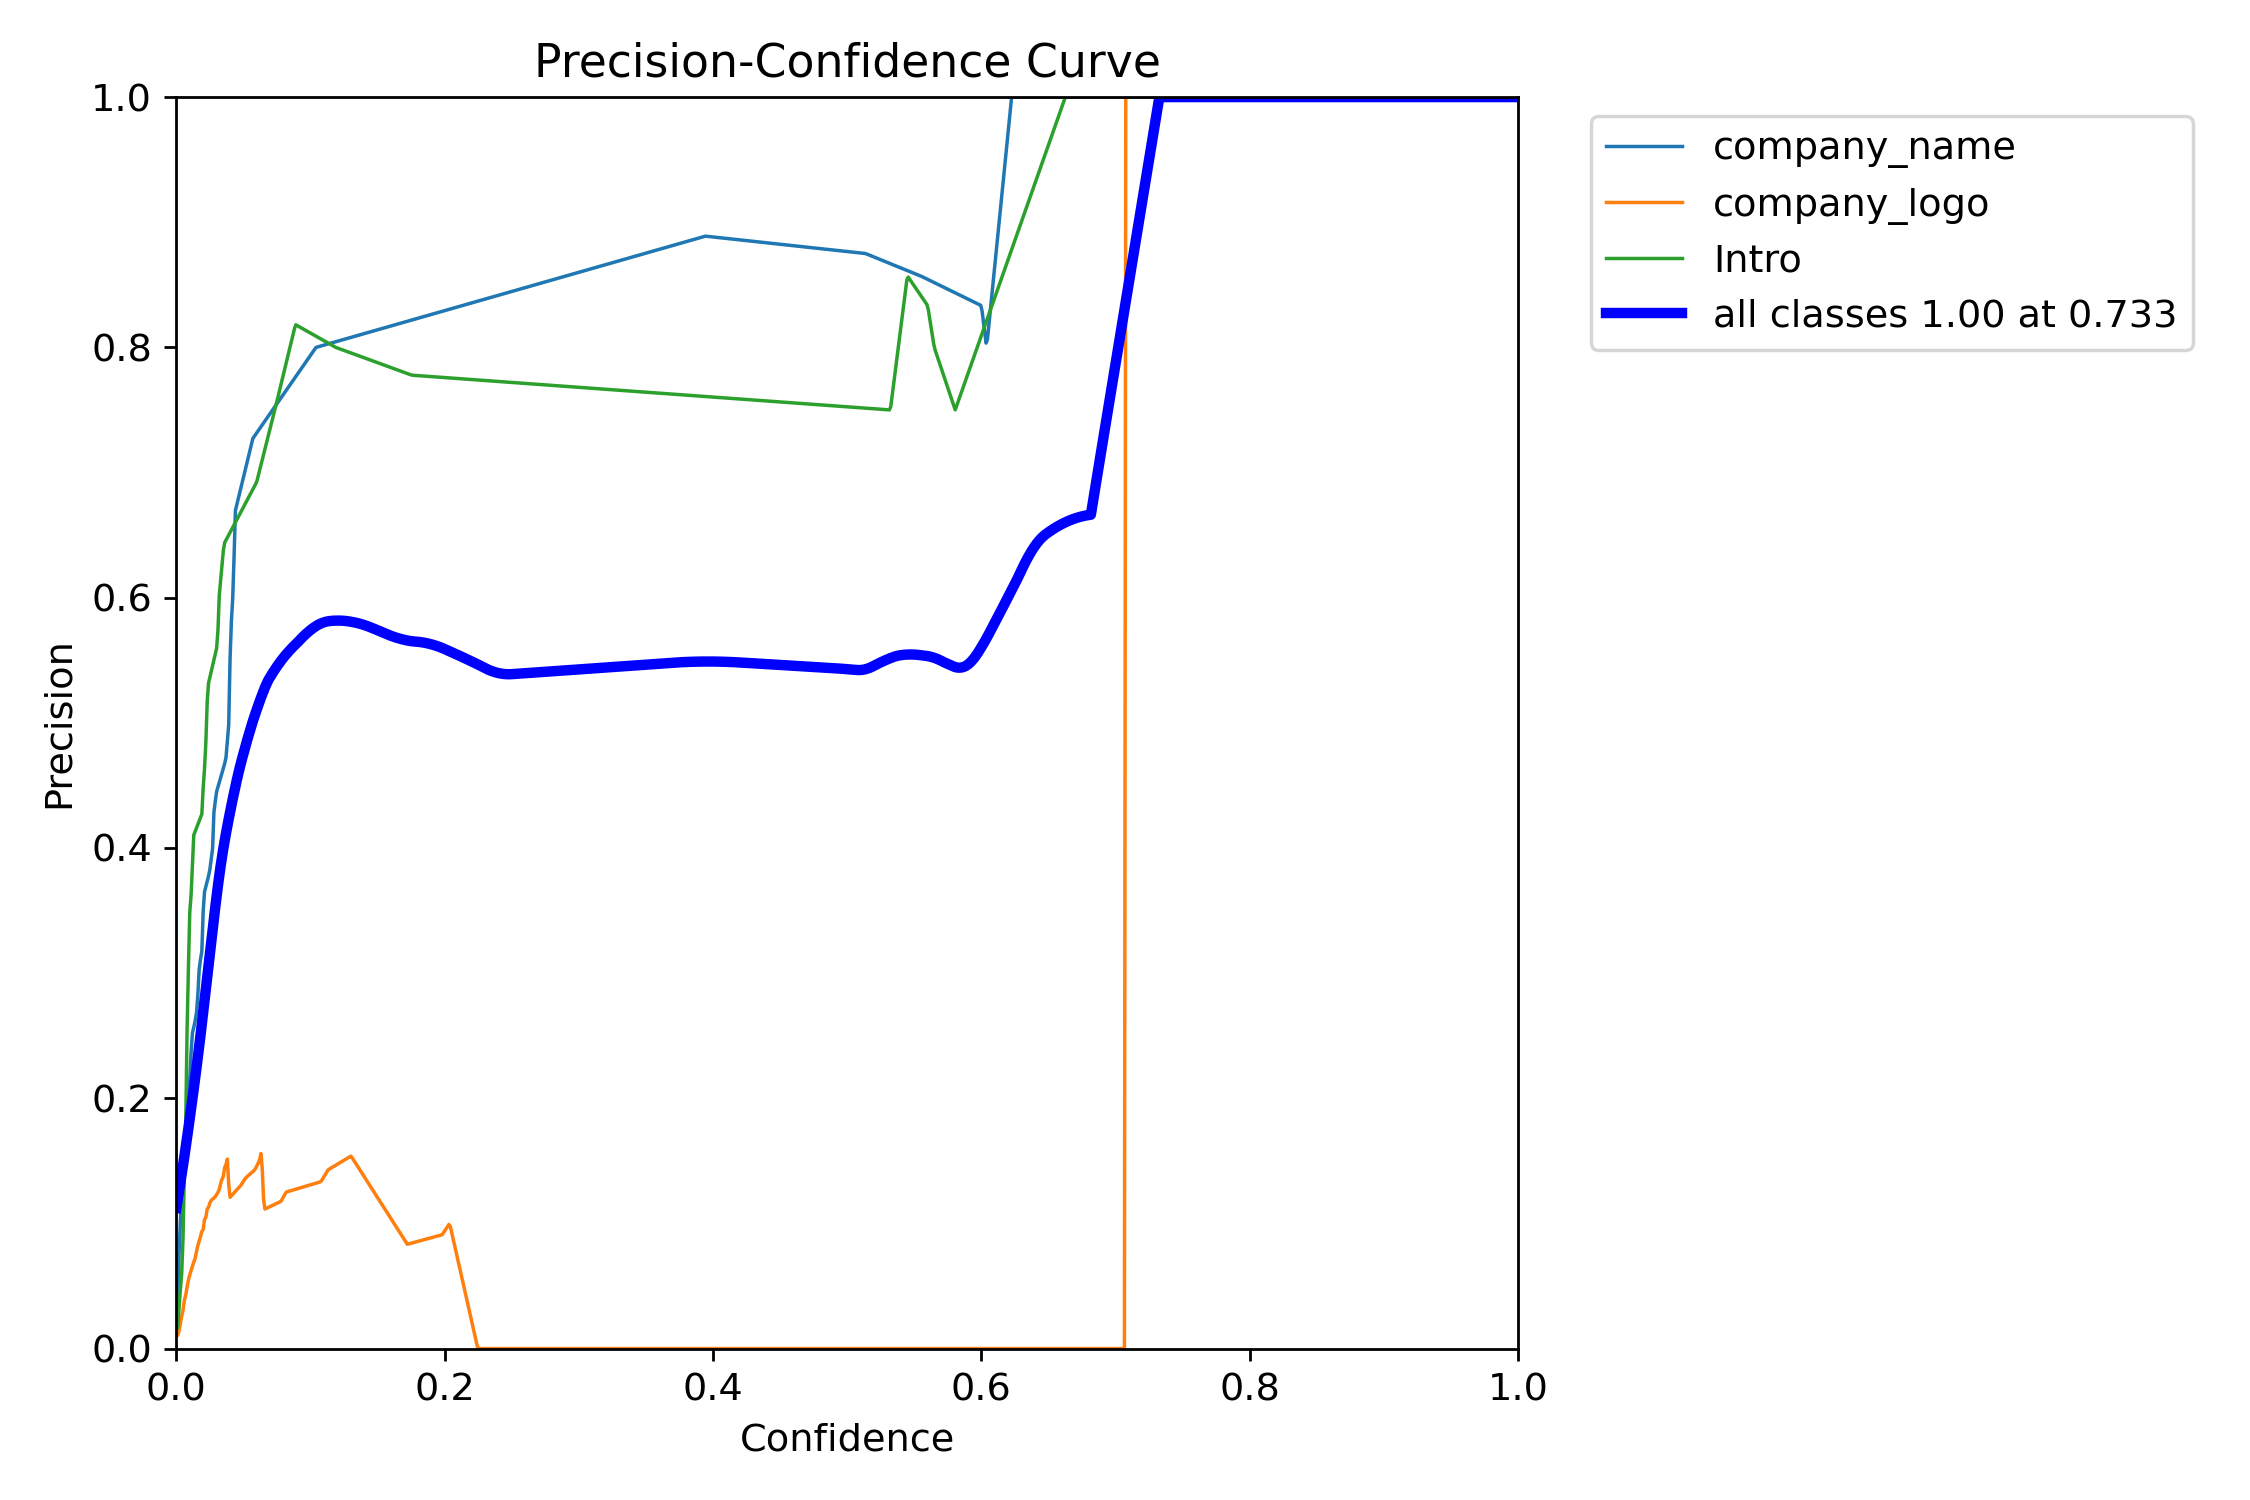 Precision-Confidence Curve
1.0
0.8
0.6
0.4
0.2
0.0
Precision
0.0 0.2 0.4 0.6 0.8 1.0
Confidence
company_name
company_logo
Intro
all classes 1.00 at 0.733